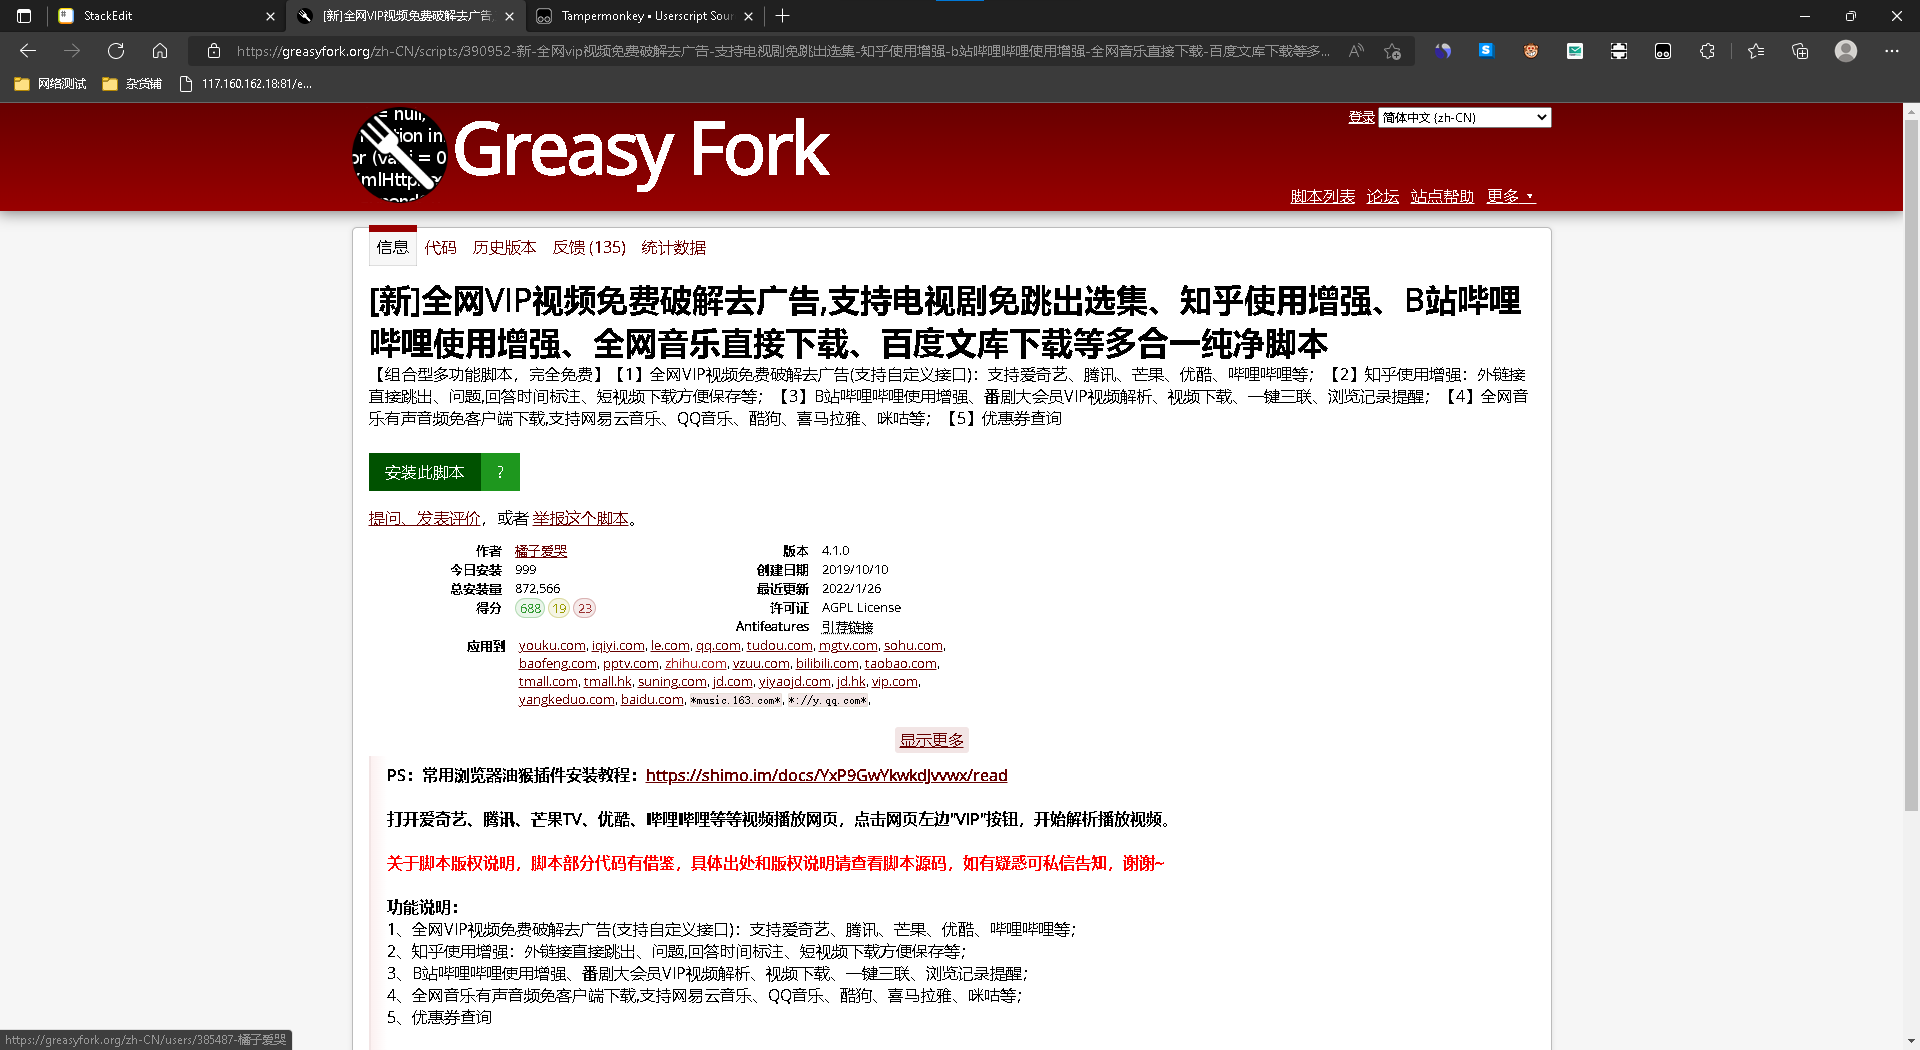 StackEdit
[新]全网VIP视频免费破解去广告,
Tampermonkey • Userscript Sour
https://greasyfork.org/zh-CN/scripts/390952-新-全网vip视频免费破解去广告-支持电视剧免跳出选集-知乎使用增强-b站哔哩哔哩使用增强-全网音乐直接下载-百度文库下载等多...
网络测试
杂货铺
117.160.162.18:81/e...
= null,
tion in
or (va i = 0
mlHttp
Greasy Fork
登录
简体中文 (zh-CN)
脚本列表 论坛 站点帮助 更多
信息 代码 历史版本 反馈 (135) 统计数据
[新]全网VIP视频免费破解去广告,支持电视剧免跳出选集、知乎使用增强、B站哔哩
哔哩使用增强、全网音乐直接下载、百度文库下载等多合一纯净脚本
【组合型多功能脚本，完全免费】【1】全网VIP视频免费破解去广告(支持自定义接口)：支持爱奇艺、腾讯、芒果、优酷、哔哩哔哩等；【2】知乎使用增强：外链接
直接跳出、问题,回答时间标注、短视频下载方便保存等；【3】B站哔哩哔哩使用增强、番剧大会员VIP视频解析、视频下载、一键三联、浏览记录提醒；【4】全网音
乐有声音频免客户端下载,支持网易云音乐、QQ音乐、酷狗、喜马拉雅、咪咕等；【5】优惠券查询
安装此脚本 ?
提问、发表评价，或者 举报这个脚本。
作者 橘子爱哭 版本 4.1.0
今日安装 999 创建日期 2019/10/10
总安装量 872,566 最近更新 2022/1/26
得分 688 19 23 许可证 AGPL License
Antifeatures 引荐链接
应用到 youku.com, iqiyi.com, le.com, qq.com, tudou.com, mgtv.com, sohu.com,
baofeng.com, pptv.com, zhihu.com, vzuu.com, bilibili.com, taobao.com,
tmall.com, tmall.hk, suning.com, jd.com, yiyaojd.com, jd.hk, vip.com,
yangkeduo.com, baidu.com, *music.163.com*, *://y.qq.com*,
显示更多
PS：常用浏览器油猴插件安装教程：https://shimo.im/docs/YxP9GwYkwkdJvvwx/read
打开爱奇艺、腾讯、芒果TV、优酷、哔哩哔哩等等视频播放网页，点击网页左边"VIP"按钮，开始解析播放视频。
关于脚本版权说明，脚本部分代码有借鉴，具体出处和版权说明请查看脚本源码，如有疑惑可私信告知，谢谢~
功能说明：
1、全网VIP视频免费破解去广告(支持自定义接口)：支持爱奇艺、腾讯、芒果、优酷、哔哩哔哩等；
2、知乎使用增强：外链接直接跳出、问题,回答时间标注、短视频下载方便保存等；
3、B站哔哩哔哩使用增强、番剧大会员VIP视频解析、视频下载、一键三联、浏览记录提醒；
4、全网音乐有声音频免客户端下载,支持网易云音乐、QQ音乐、酷狗、喜马拉雅、咪咕等；
5、优惠券查询
https://greasyfork.org/zh-CN/users/385487-橘子爱哭